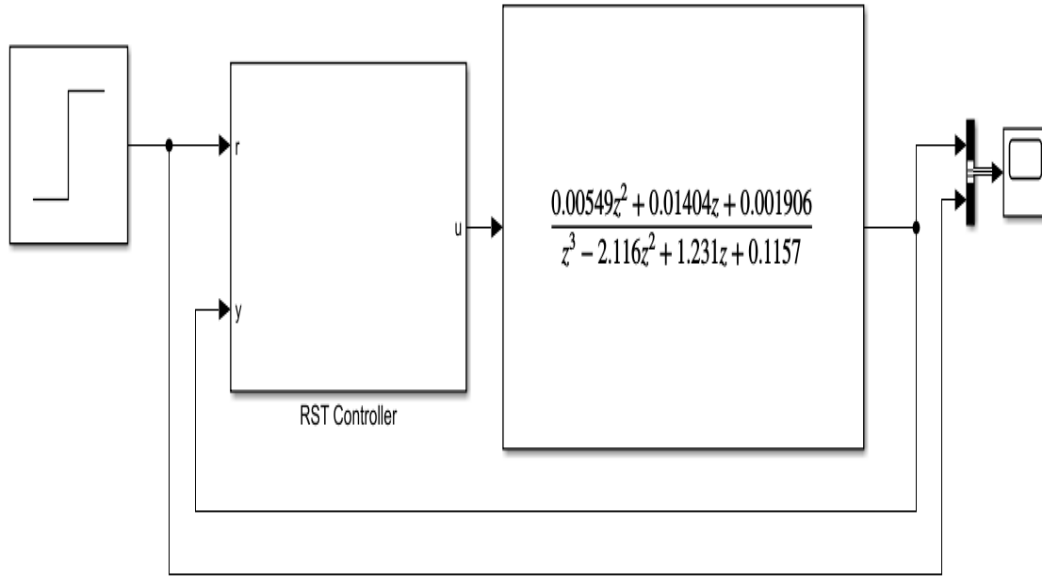 r
u
y
0.00549z² + 0.01404z + 0.001906
z³ − 2.116z² + 1.231z + 0.1157
RST Controller